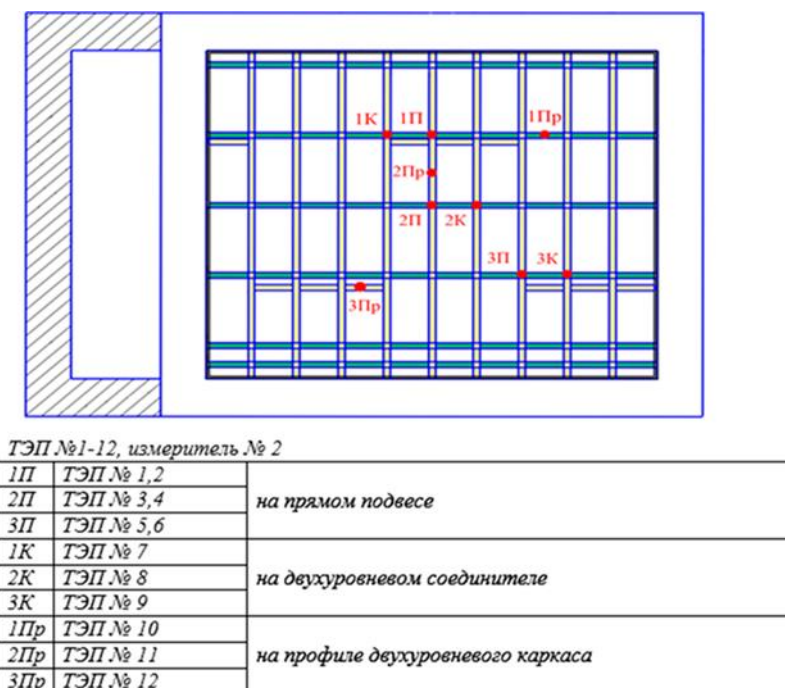 1К 1П 1Пр
2Пр
2П 2К
3П 3К
3Пр
ТЭП №1-12, измеритель № 2
1П ТЭП № 1,2
2П ТЭП № 3,4 на прямом подвесе
3П ТЭП № 5,6
1К ТЭП № 7
2К ТЭП № 8 на двухуровневом соединителе
3К ТЭП № 9
1Пр ТЭП № 10
2Пр ТЭП № 11 на профиле двухуровневого каркаса
3Пр ТЭП № 12